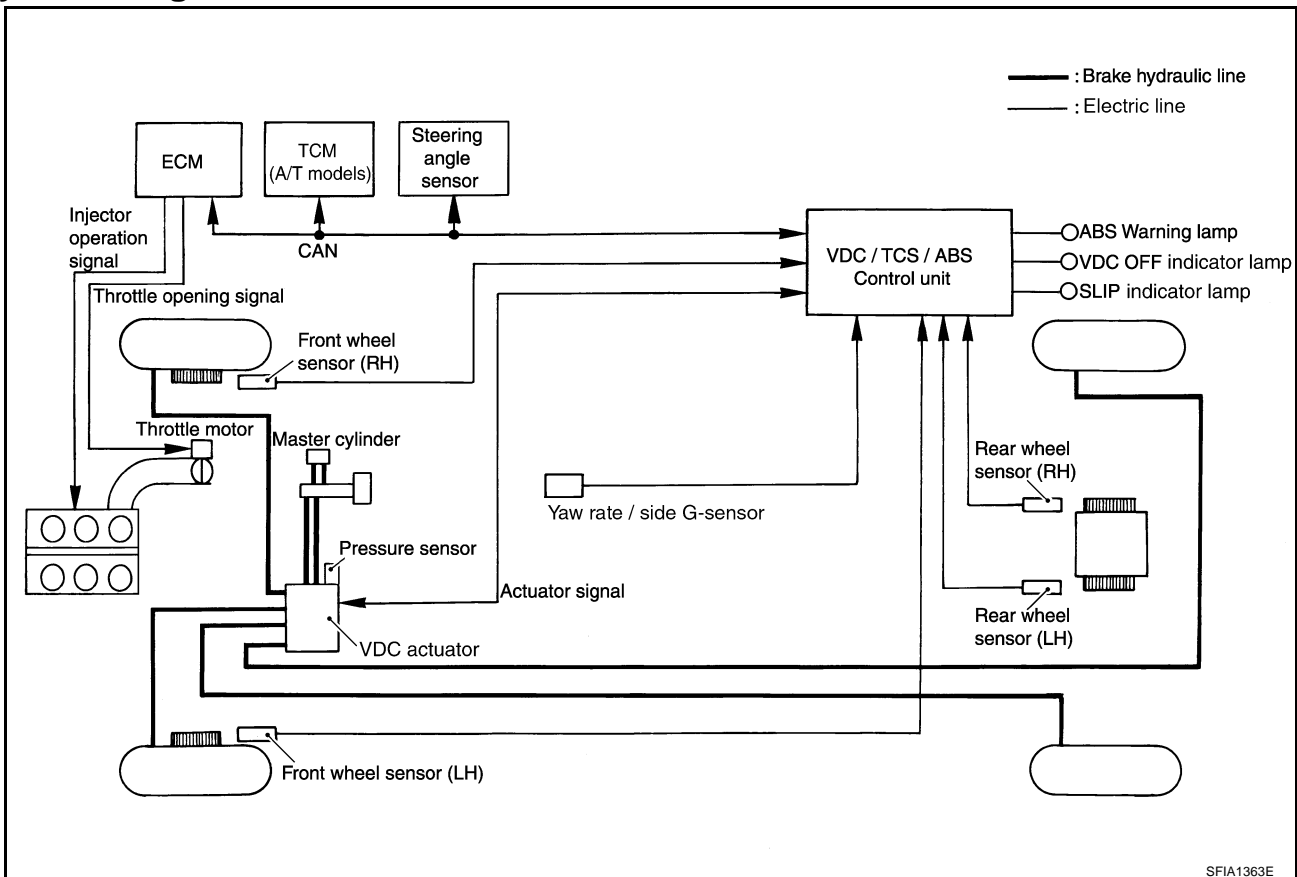 : Brake hydraulic line
: Electric line
ECM
TCM
(A/T models)
Steering
angle
sensor
Injector
operation
signal
CAN
VDC / TCS / ABS
Control unit
ABS Warning lamp
VDC OFF indicator lamp
SLIP indicator lamp
Throttle opening signal
Front wheel
sensor (RH)
Throttle motor
Master cylinder
Rear wheel
sensor (RH)
Yaw rate / side G-sensor
Pressure sensor
Actuator signal
Rear wheel
sensor (LH)
VDC actuator
Front wheel sensor (LH)
SFIA1363E